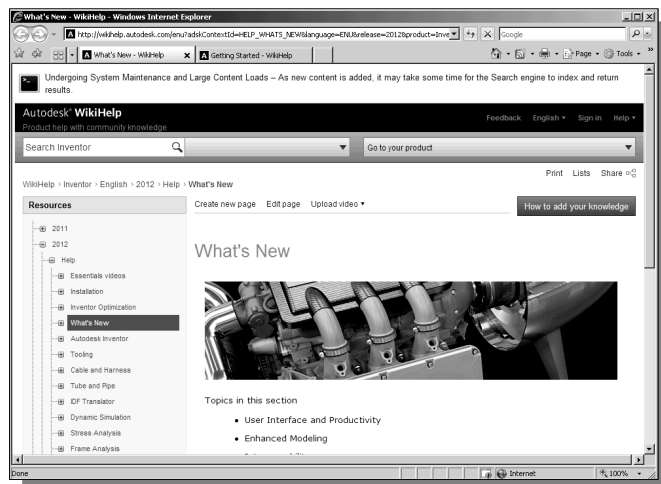 What's New - WikiHelp - Windows Internet Explorer
http://wikihelp.autodesk.com/enu?adskContextId=HELP_WHATS_NEW&language=ENU&release=2012&product=Inve
Google
What's New - WikiHelp
Getting Started - WikiHelp
Page
Tools
Undergoing System Maintenance and Large Content Loads – As new content is added, it may take some time for the Search engine to index and return
results.
Autodesk® WikiHelp
Product help with community knowledge
Feedback English Sign in Help
Search Inventor
Go to your product
Print Lists Share
WikiHelp > Inventor > English > 2012 > Help > What's New
Resources
Create new page Edit page Upload video
How to add your knowledge
2011
2012
Help
Essentials videos
Installation
Inventor Optimization
What's New
Autodesk Inventor
Tooling
Cable and Harness
Tube and Pipe
IDF Translator
Dynamic Simulation
Stress Analysis
Frame Analysis
What's New
Topics in this section
• User Interface and Productivity
• Enhanced Modeling
Done
Internet
100%